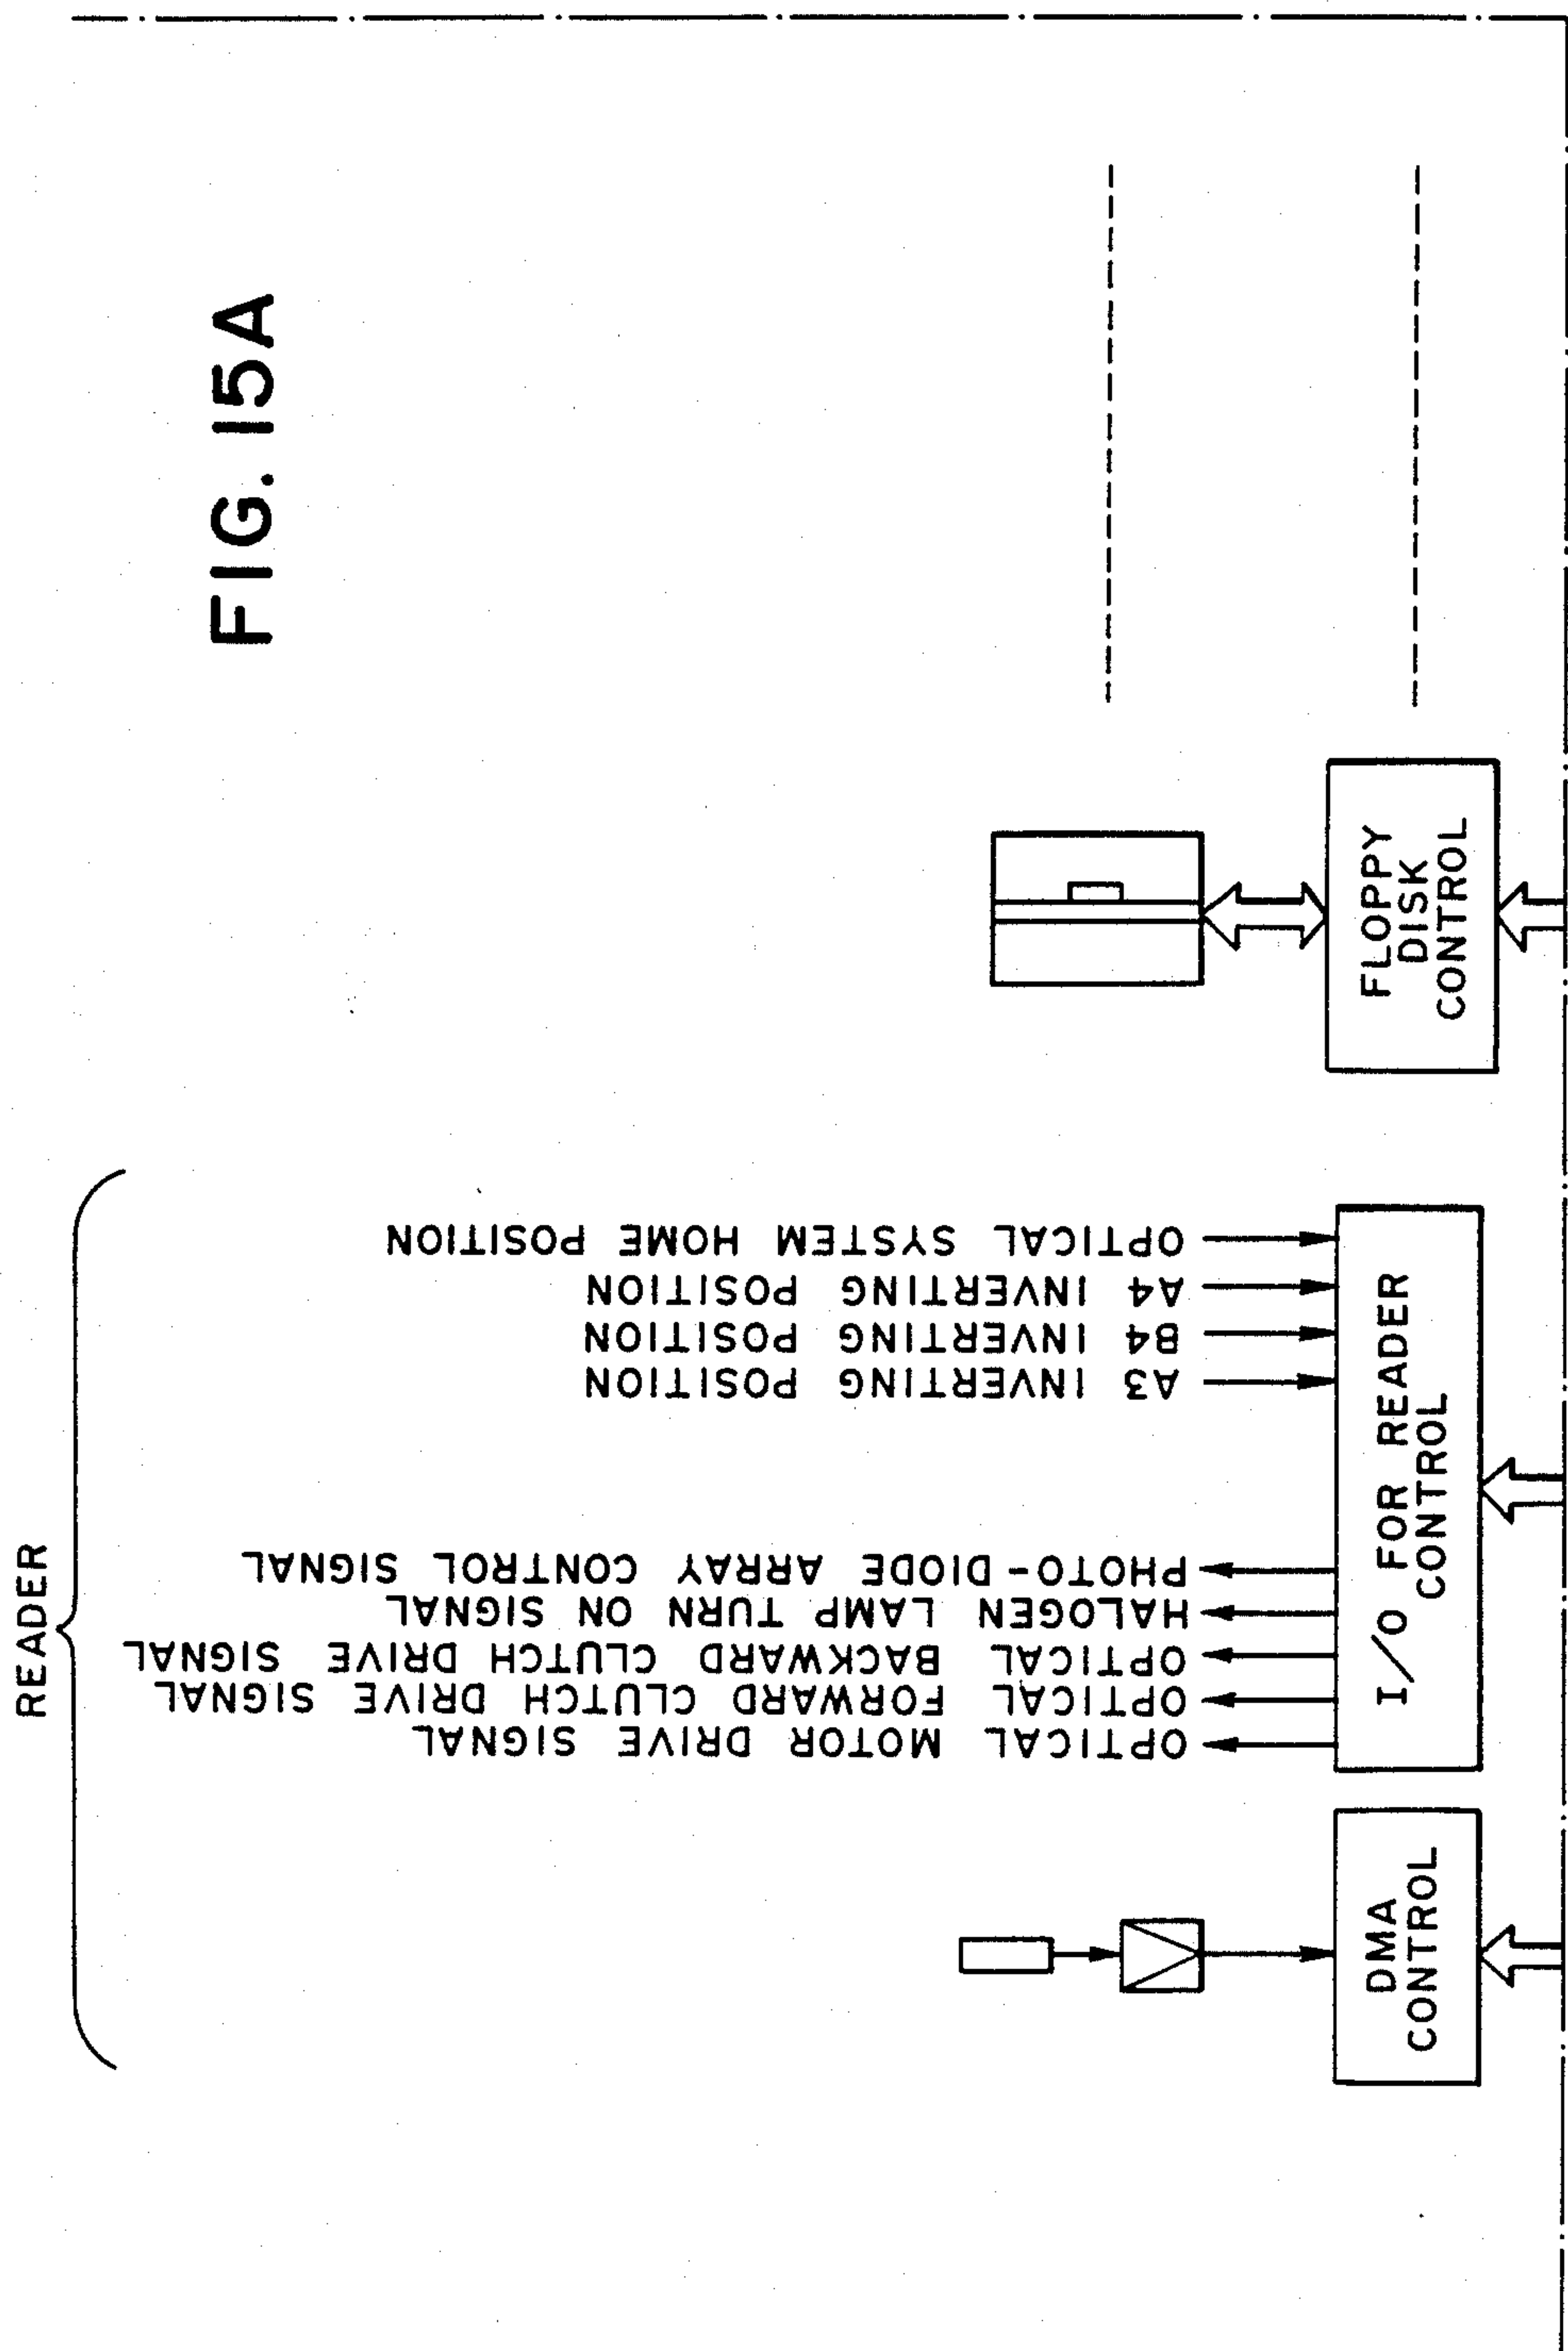 FIG. 15A
READER
OPTICAL MOTOR DRIVE SIGNAL
OPTICAL FORWARD CLUTCH DRIVE SIGNAL
OPTICAL BACKWARD CLUTCH DRIVE SIGNAL
HALOGEN LAMP TURN ON SIGNAL
PHOTO-DIODE ARRAY CONTROL SIGNAL
A3 INVERTING POSITION
B4 INVERTING POSITION
A4 INVERTING POSITION
OPTICAL SYSTEM HOME POSITION
DMA
CONTROL
I/O FOR READER
CONTROL
FLOPPY
DISK
CONTROL